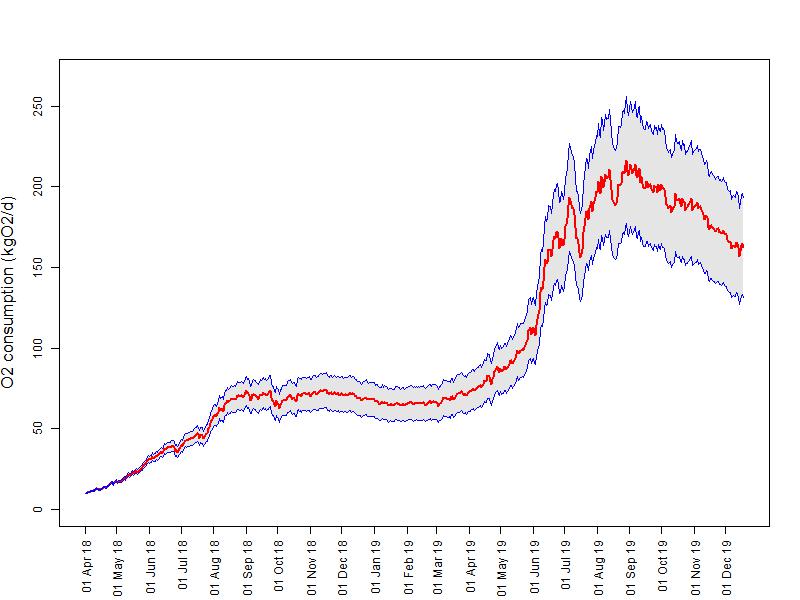 O2 consumption (kgO2/d)
250
200
150
100
50
0
01 Apr 18
01 May 18
01 Jun 18
01 Jul 18
01 Aug 18
01 Sep 18
01 Oct 18
01 Nov 18
01 Dec 18
01 Jan 19
01 Feb 19
01 Mar 19
01 Apr 19
01 May 19
01 Jun 19
01 Jul 19
01 Aug 19
01 Sep 19
01 Oct 19
01 Nov 19
01 Dec 19